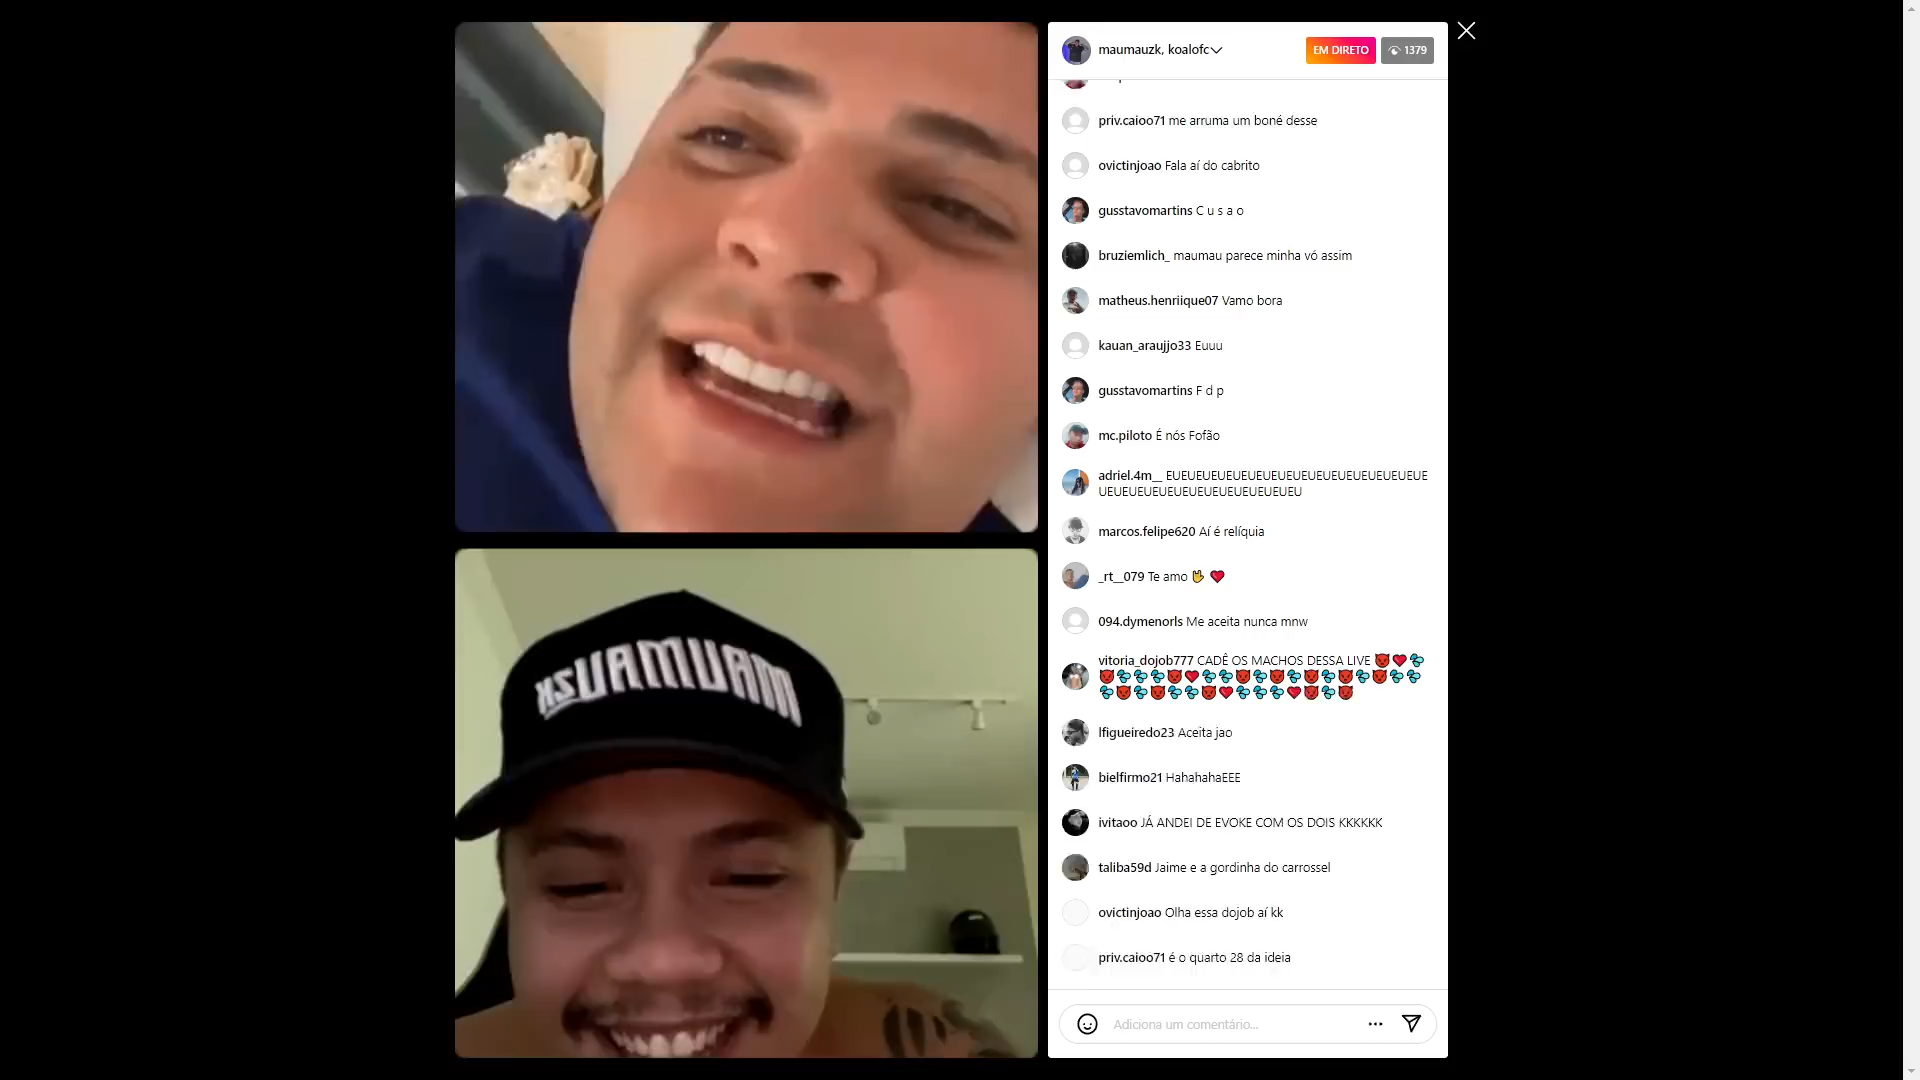 maumauzk, koalofc
EM DIRETO
1379
priv.caioo71 me arruma um boné desse
ovictinjoao Fala aí do cabrito
gusstavomartins C u s a o
bruziemlich_ maumau parece minha vó assim
matheus.henriique07 Vamo bora
kauan_araujjo33 Euuu
gusstavomartins F d p
mc.piloto É nós Fofão
adriel.4m__ EUEUEUEUEUEUEUEUEUEUEUEUEUEUEUEUEUE
UEUEUEUEUEUEUEUEUEUEUEUEUEU
marcos.felipe620 Aí é relíquia
_rt__079 Te amo 🤟 ❤️
094.dymenorls Me aceita nunca mnw
vitoria_dojob777 CADÊ OS MACHOS DESSA LIVE 😈❤️💦
😈💦💦💦😈❤️💦💦😈💦😈💦😈💦😈💦😈💦💦
💦😈💦😈💦💦😈❤️💦💦💦❤️😈💦😈
lfigueiredo23 Aceita jao
bielfirmo21 HahahahaEEE
ivitaoo JÁ ANDEI DE EVOKE COM OS DOIS KKKKKK
taliba59d Jaime e a gordinha do carrossel
ovictinjoao Olha essa dojob aí kk
priv.caioo71 é o quarto 28 da ideia
Adiciona um comentário...
MAUMAUZK